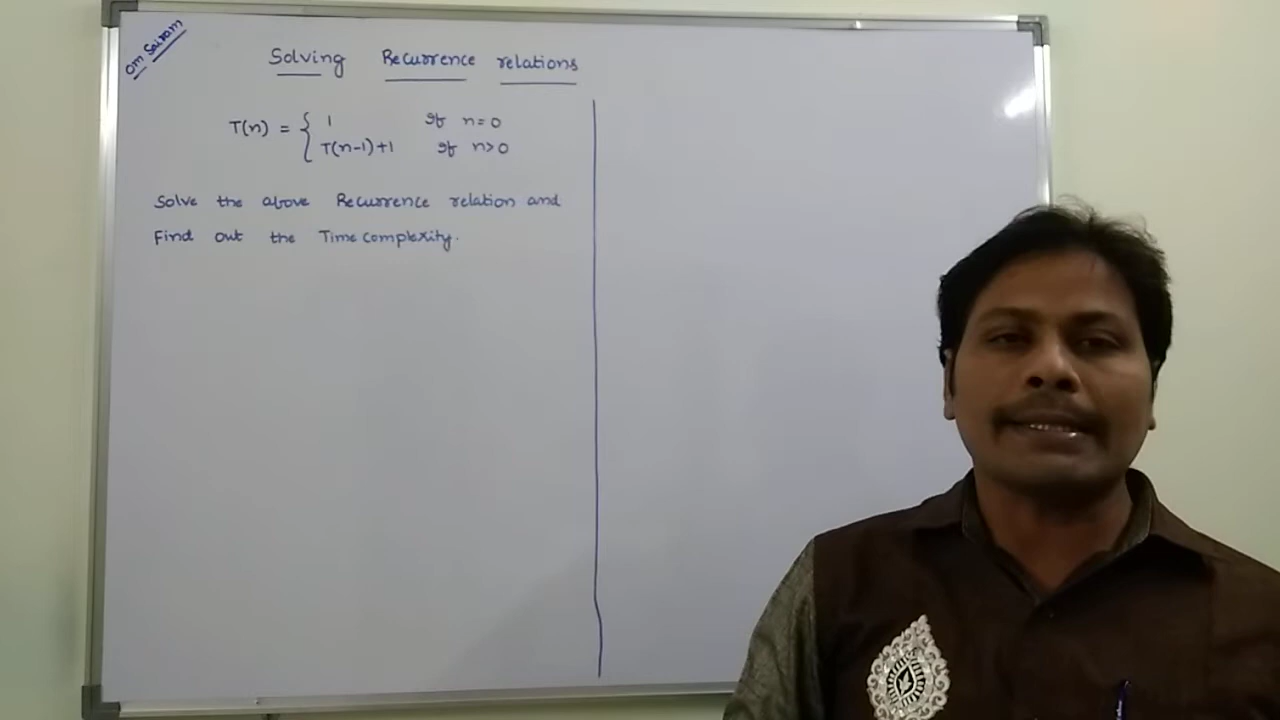 Om Sairam
Solving Recurrence relations
T(n) = { 1 if n=0
T(n-1)+1 if n>0
Solve the above Recurrence relation and
Find out the Time complexity.